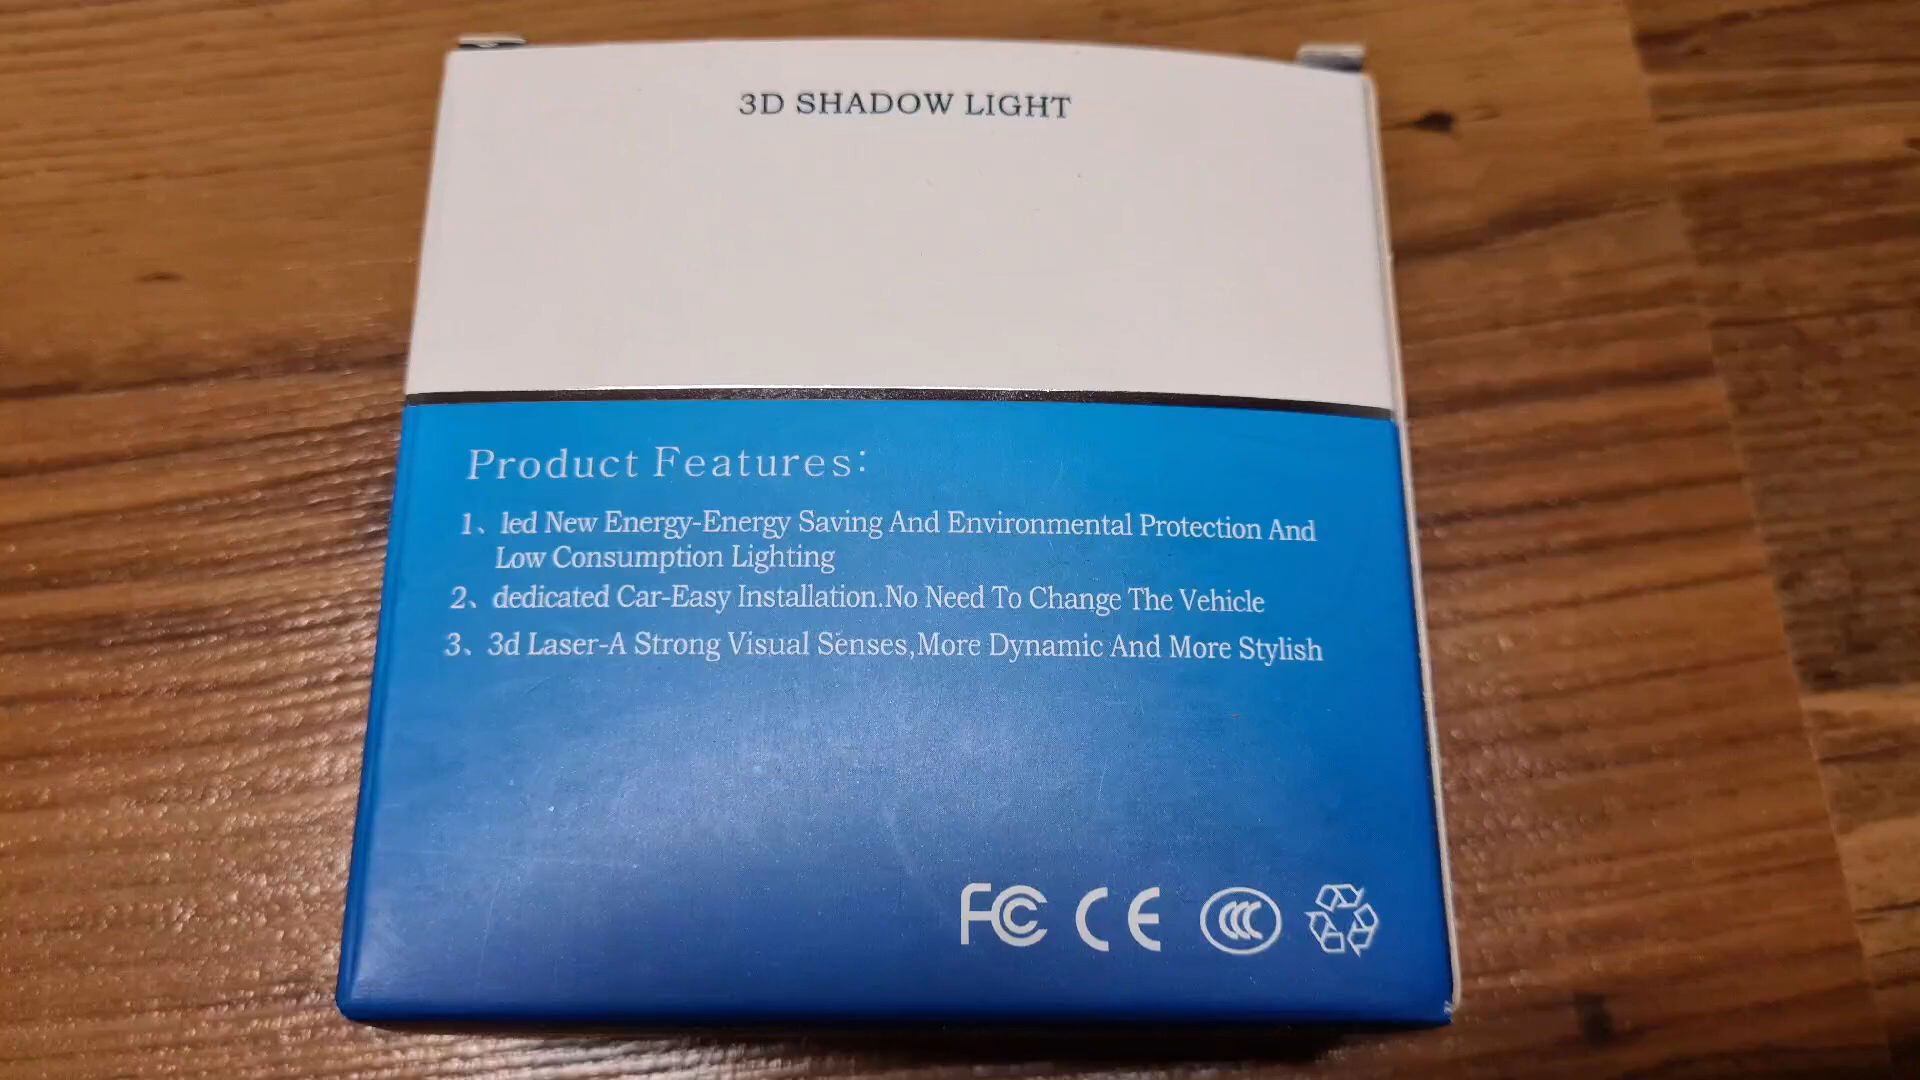 3D SHADOW LIGHT
Product Features:
1、led New Energy-Energy Saving And Environmental Protection And
Low Consumption Lighting
2、dedicated Car-Easy Installation.No Need To Change The Vehicle
3、3d Laser-A Strong Visual Senses,More Dynamic And More Stylish
FC CE CCC